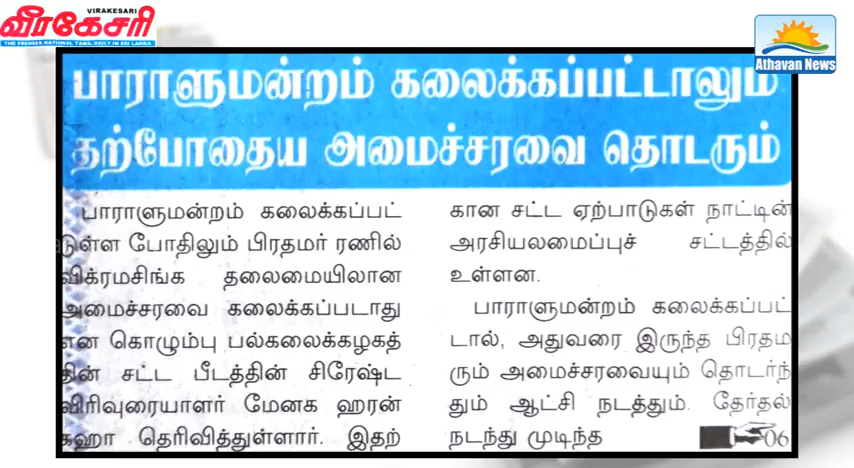 VIRAKESARI
வீரகேசரி
THE PREMIER NATIONAL TAMIL DAILY IN SRI LANKA
Athavan News
பாராளுமன்றம் கலைக்கப்பட்டாலும்
தற்போதைய அமைச்சரவை தொடரும்
பாராளுமன்றம் கலைக்கப்பட்
டுள்ள போதிலும் பிரதமர் ரணில்
விக்ரமசிங்க தலைமையிலான
அமைச்சரவை கலைக்கப்படாது
என கொழும்பு பல்கலைக்கழகத்
தின் சட்ட பீடத்தின் சிரேஷ்ட
விரிவுரையாளர் மேனக ஹரன்
கஹா தெரிவித்துள்ளார். இதற்
கான சட்ட ஏற்பாடுகள் நாட்டின்
அரசியலமைப்புச் சட்டத்தில்
உள்ளன.
பாராளுமன்றம் கலைக்கப்பட்
டால், அதுவரை இருந்த பிரதம
ரும் அமைச்சரவையும் தொடர்ந்
தும் ஆட்சி நடத்தும். தேர்தல்
நடந்து முடிந்த 06